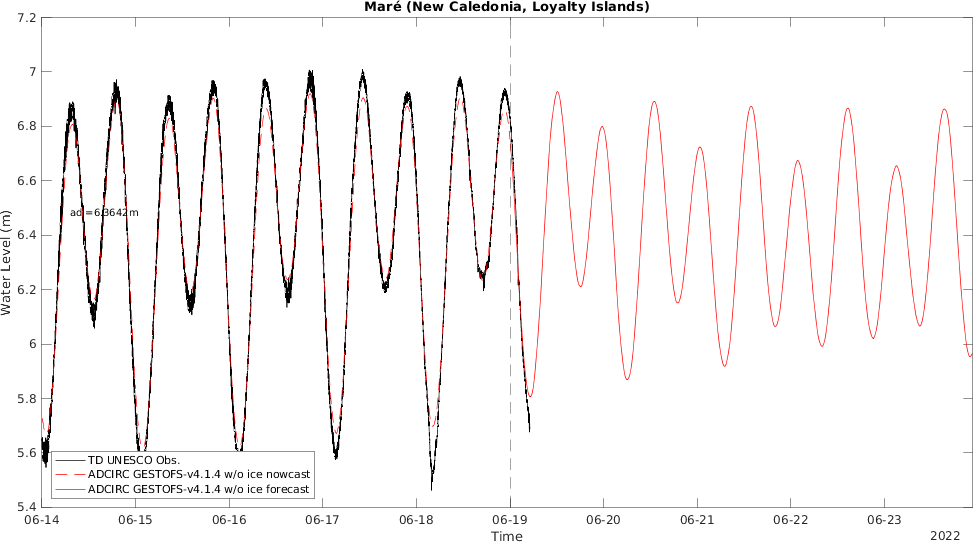 Maré (New Caledonia, Loyalty Islands)
7.2
7
6.8
6.6
6.4
6.2
6
5.8
5.6
5.4
Water Level (m)
ad =6.3642m
TD UNESCO Obs.
ADCIRC GESTOFS-v4.1.4 w/o ice nowcast
ADCIRC GESTOFS-v4.1.4 w/o ice forecast
06-14 06-15 06-16 06-17 06-18 06-19 06-20 06-21 06-22 06-23
Time
2022